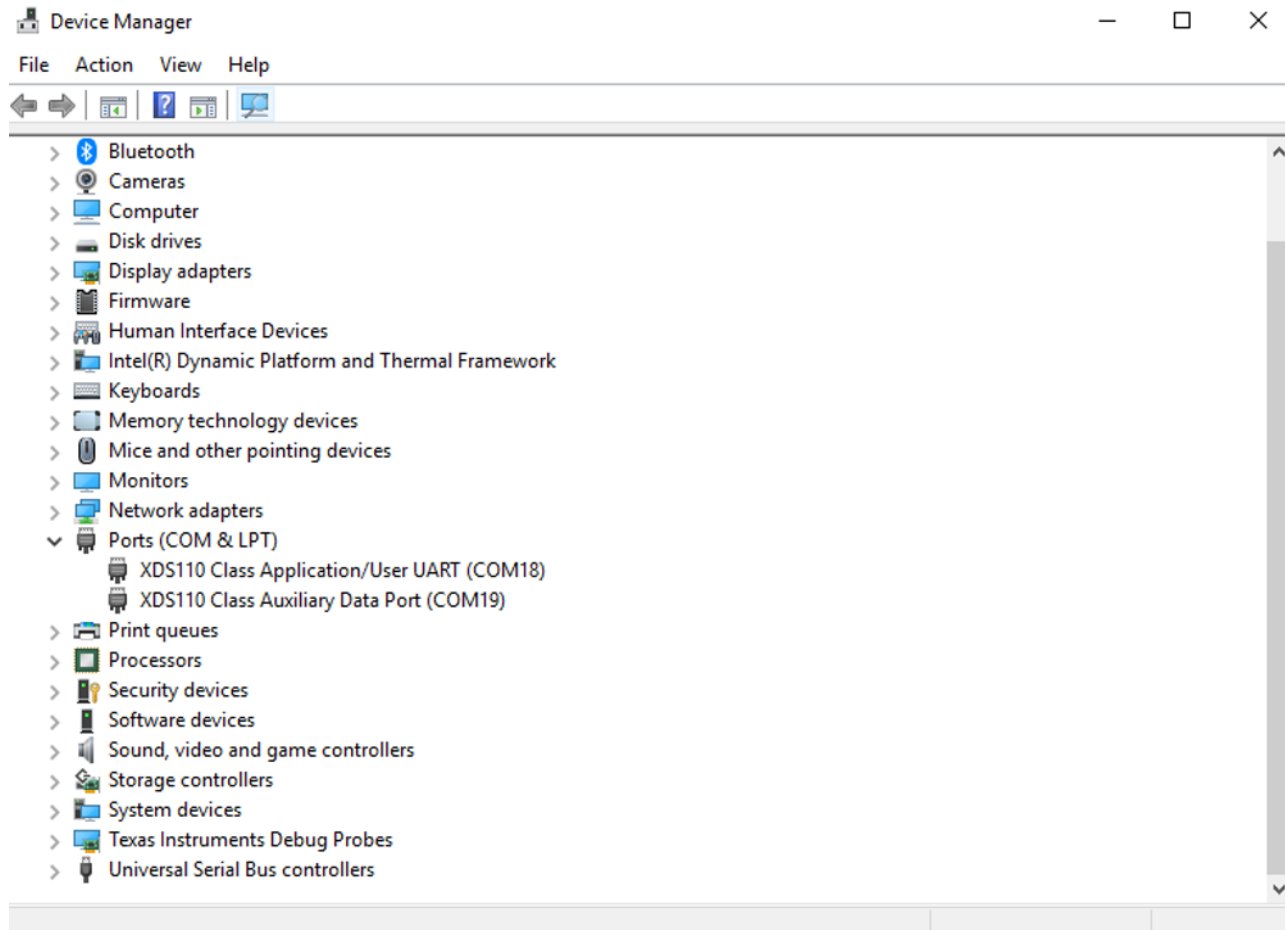 Device Manager
File Action View Help
Bluetooth
Cameras
Computer
Disk drives
Display adapters
Firmware
Human Interface Devices
Intel(R) Dynamic Platform and Thermal Framework
Keyboards
Memory technology devices
Mice and other pointing devices
Monitors
Network adapters
Ports (COM & LPT)
XDS110 Class Application/User UART (COM18)
XDS110 Class Auxiliary Data Port (COM19)
Print queues
Processors
Security devices
Software devices
Sound, video and game controllers
Storage controllers
System devices
Texas Instruments Debug Probes
Universal Serial Bus controllers